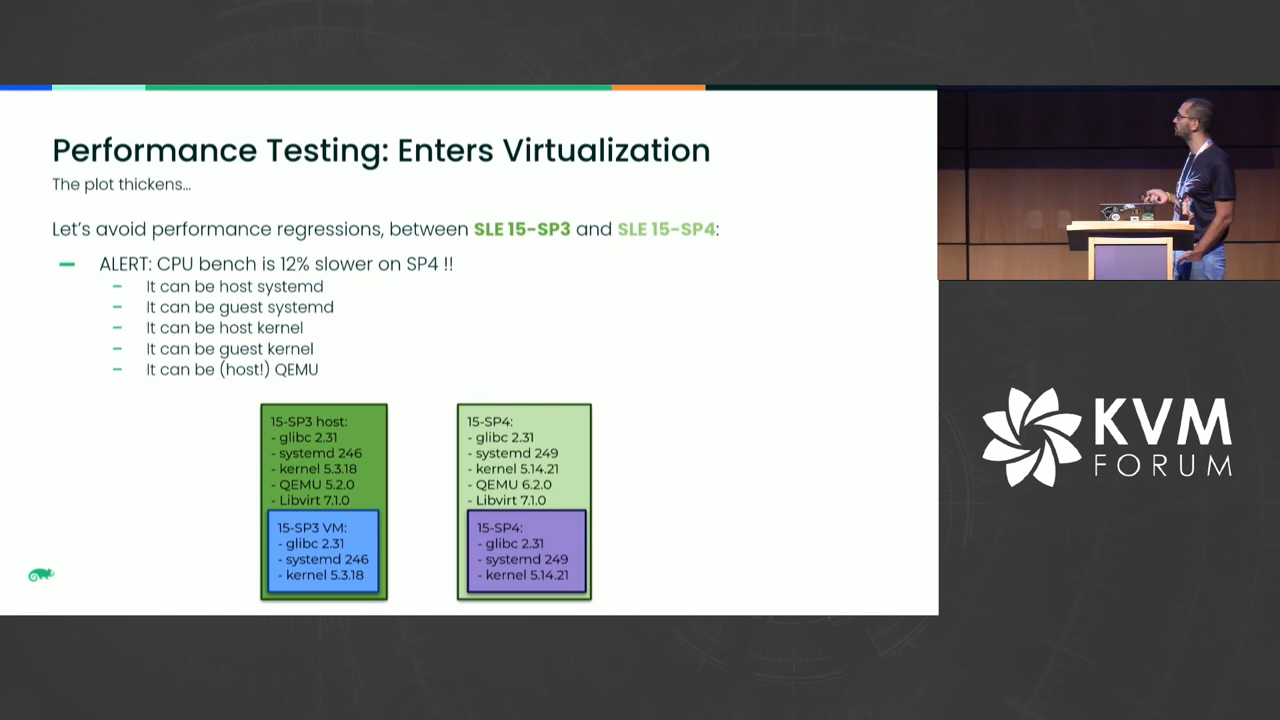 Performance Testing: Enters Virtualization
The plot thickens...
Let's avoid performance regressions, between SLE 15-SP3 and SLE 15-SP4:
– ALERT: CPU bench is 12% slower on SP4 !!
- It can be host systemd
- It can be guest systemd
- It can be host kernel
- It can be guest kernel
- It can be (host!) QEMU
15-SP3 host:
- glibc 2.31
- systemd 246
- kernel 5.3.18
- QEMU 5.2.0
- Libvirt 7.1.0
15-SP3 VM:
- glibc 2.31
- systemd 246
- kernel 5.3.18
15-SP4:
- glibc 2.31
- systemd 249
- kernel 5.14.21
- QEMU 6.2.0
- Libvirt 7.1.0
15-SP4:
- glibc 2.31
- systemd 249
- kernel 5.14.21
KVM
FORUM